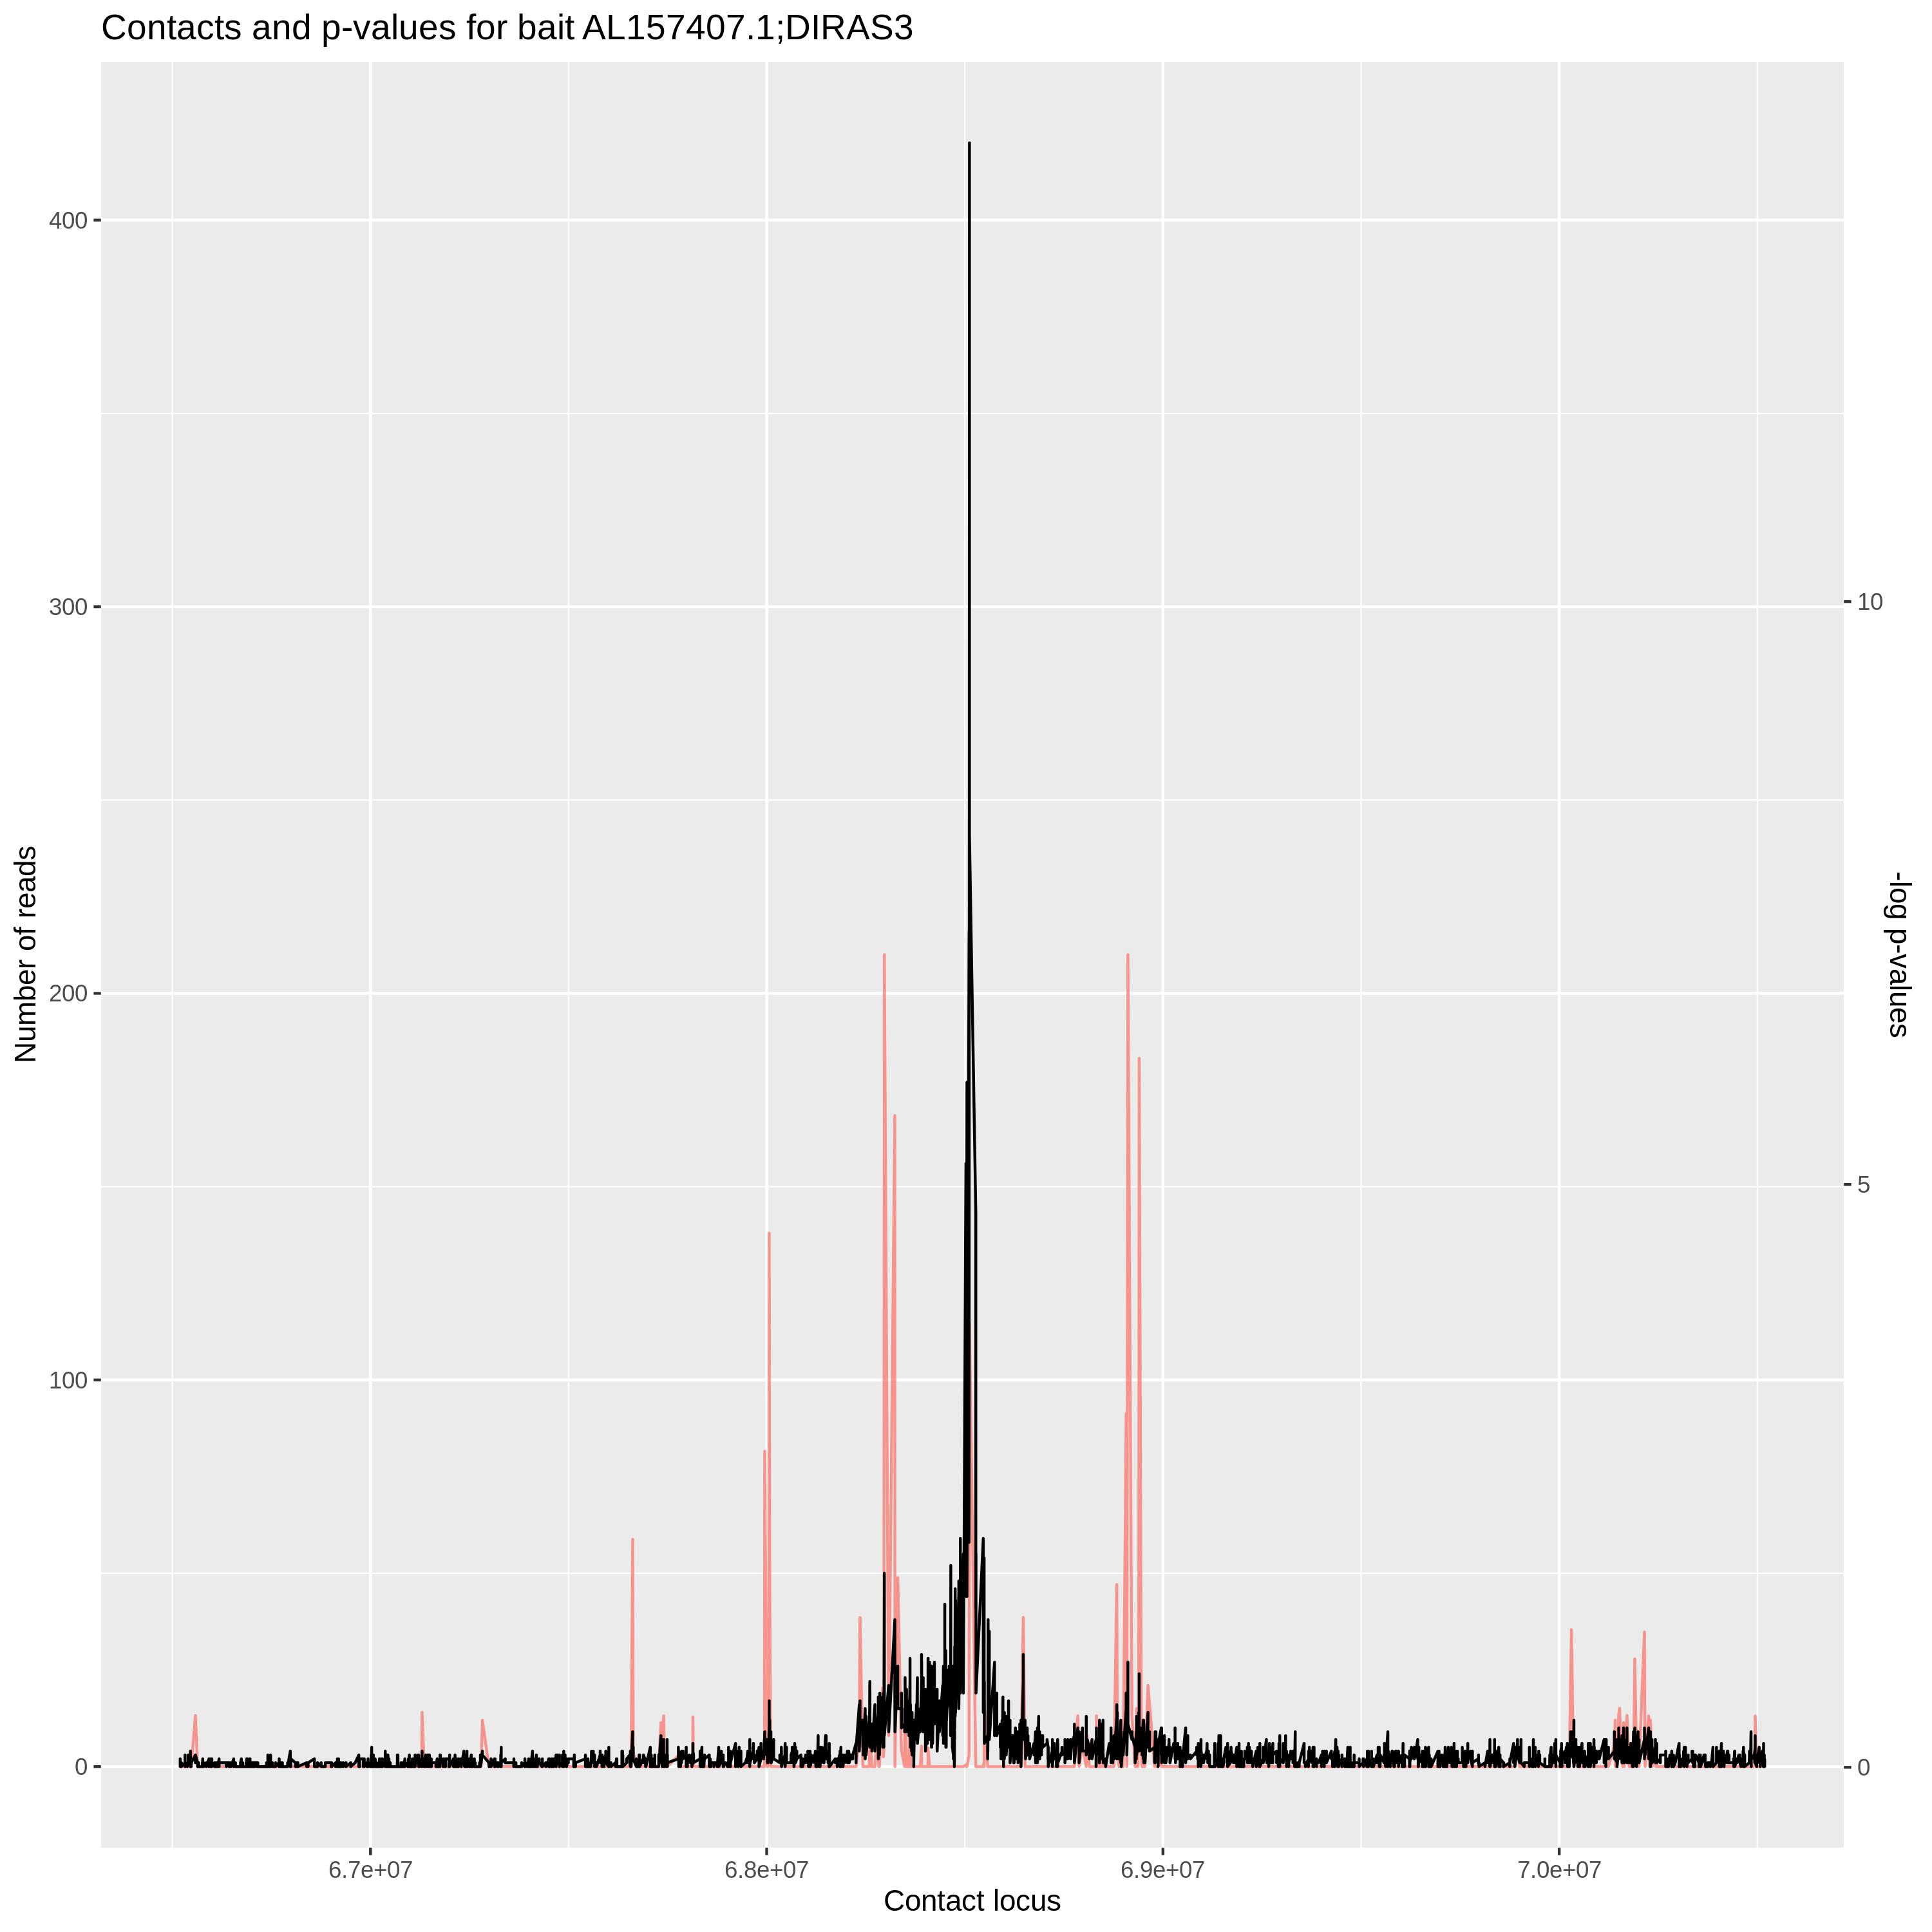 Contacts and p-values for bait AL157407.1;DIRAS3
400
300
200
100
0
Number of reads
10
5
0
-log p-values
6.7e+07
6.8e+07
6.9e+07
7.0e+07
Contact locus